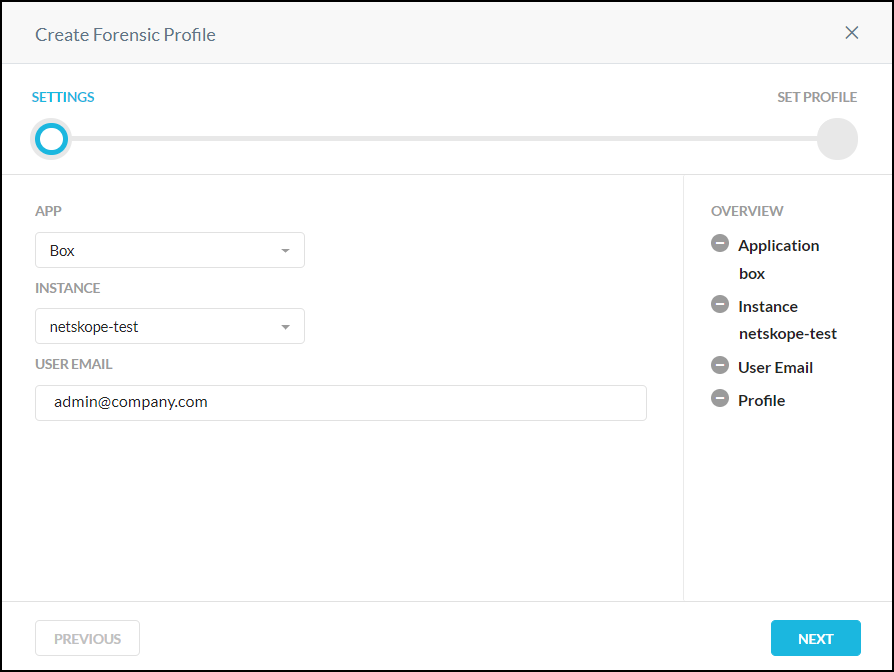 Create Forensic Profile
SETTINGS
SET PROFILE
APP
Box
INSTANCE
netskope-test
USER EMAIL
admin@company.com
OVERVIEW
Application
box
Instance
netskope-test
User Email
Profile
PREVIOUS
NEXT